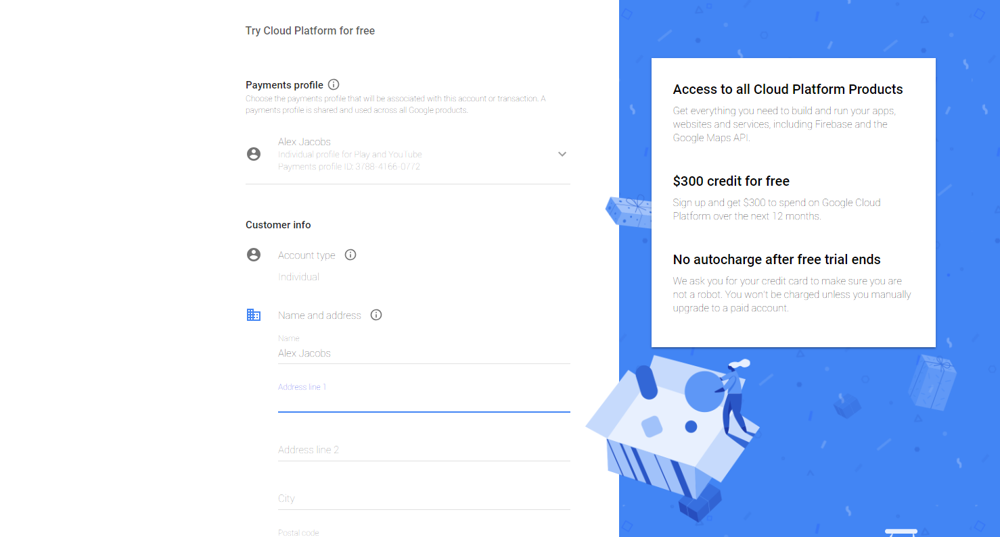 Try Cloud Platform for free
Payments profile
Choose the payments profile that will be associated with this account or transaction. A
payments profile is shared and used across all Google products.
Alex Jacobs
Individual profile for Play and YouTube
Payments profile ID: 3788-4166-0772
Customer info
Account type
Individual
Name and address
Name
Alex Jacobs
Address line 1
Address line 2
City
Postal code
Access to all Cloud Platform Products
Get everything you need to build and run your apps,
websites and services, including Firebase and the
Google Maps API.
$300 credit for free
Sign up and get $300 to spend on Google Cloud
Platform over the next 12 months.
No autocharge after free trial ends
We ask you for your credit card to make sure you are
not a robot. You won't be charged unless you manually
upgrade to a paid account.